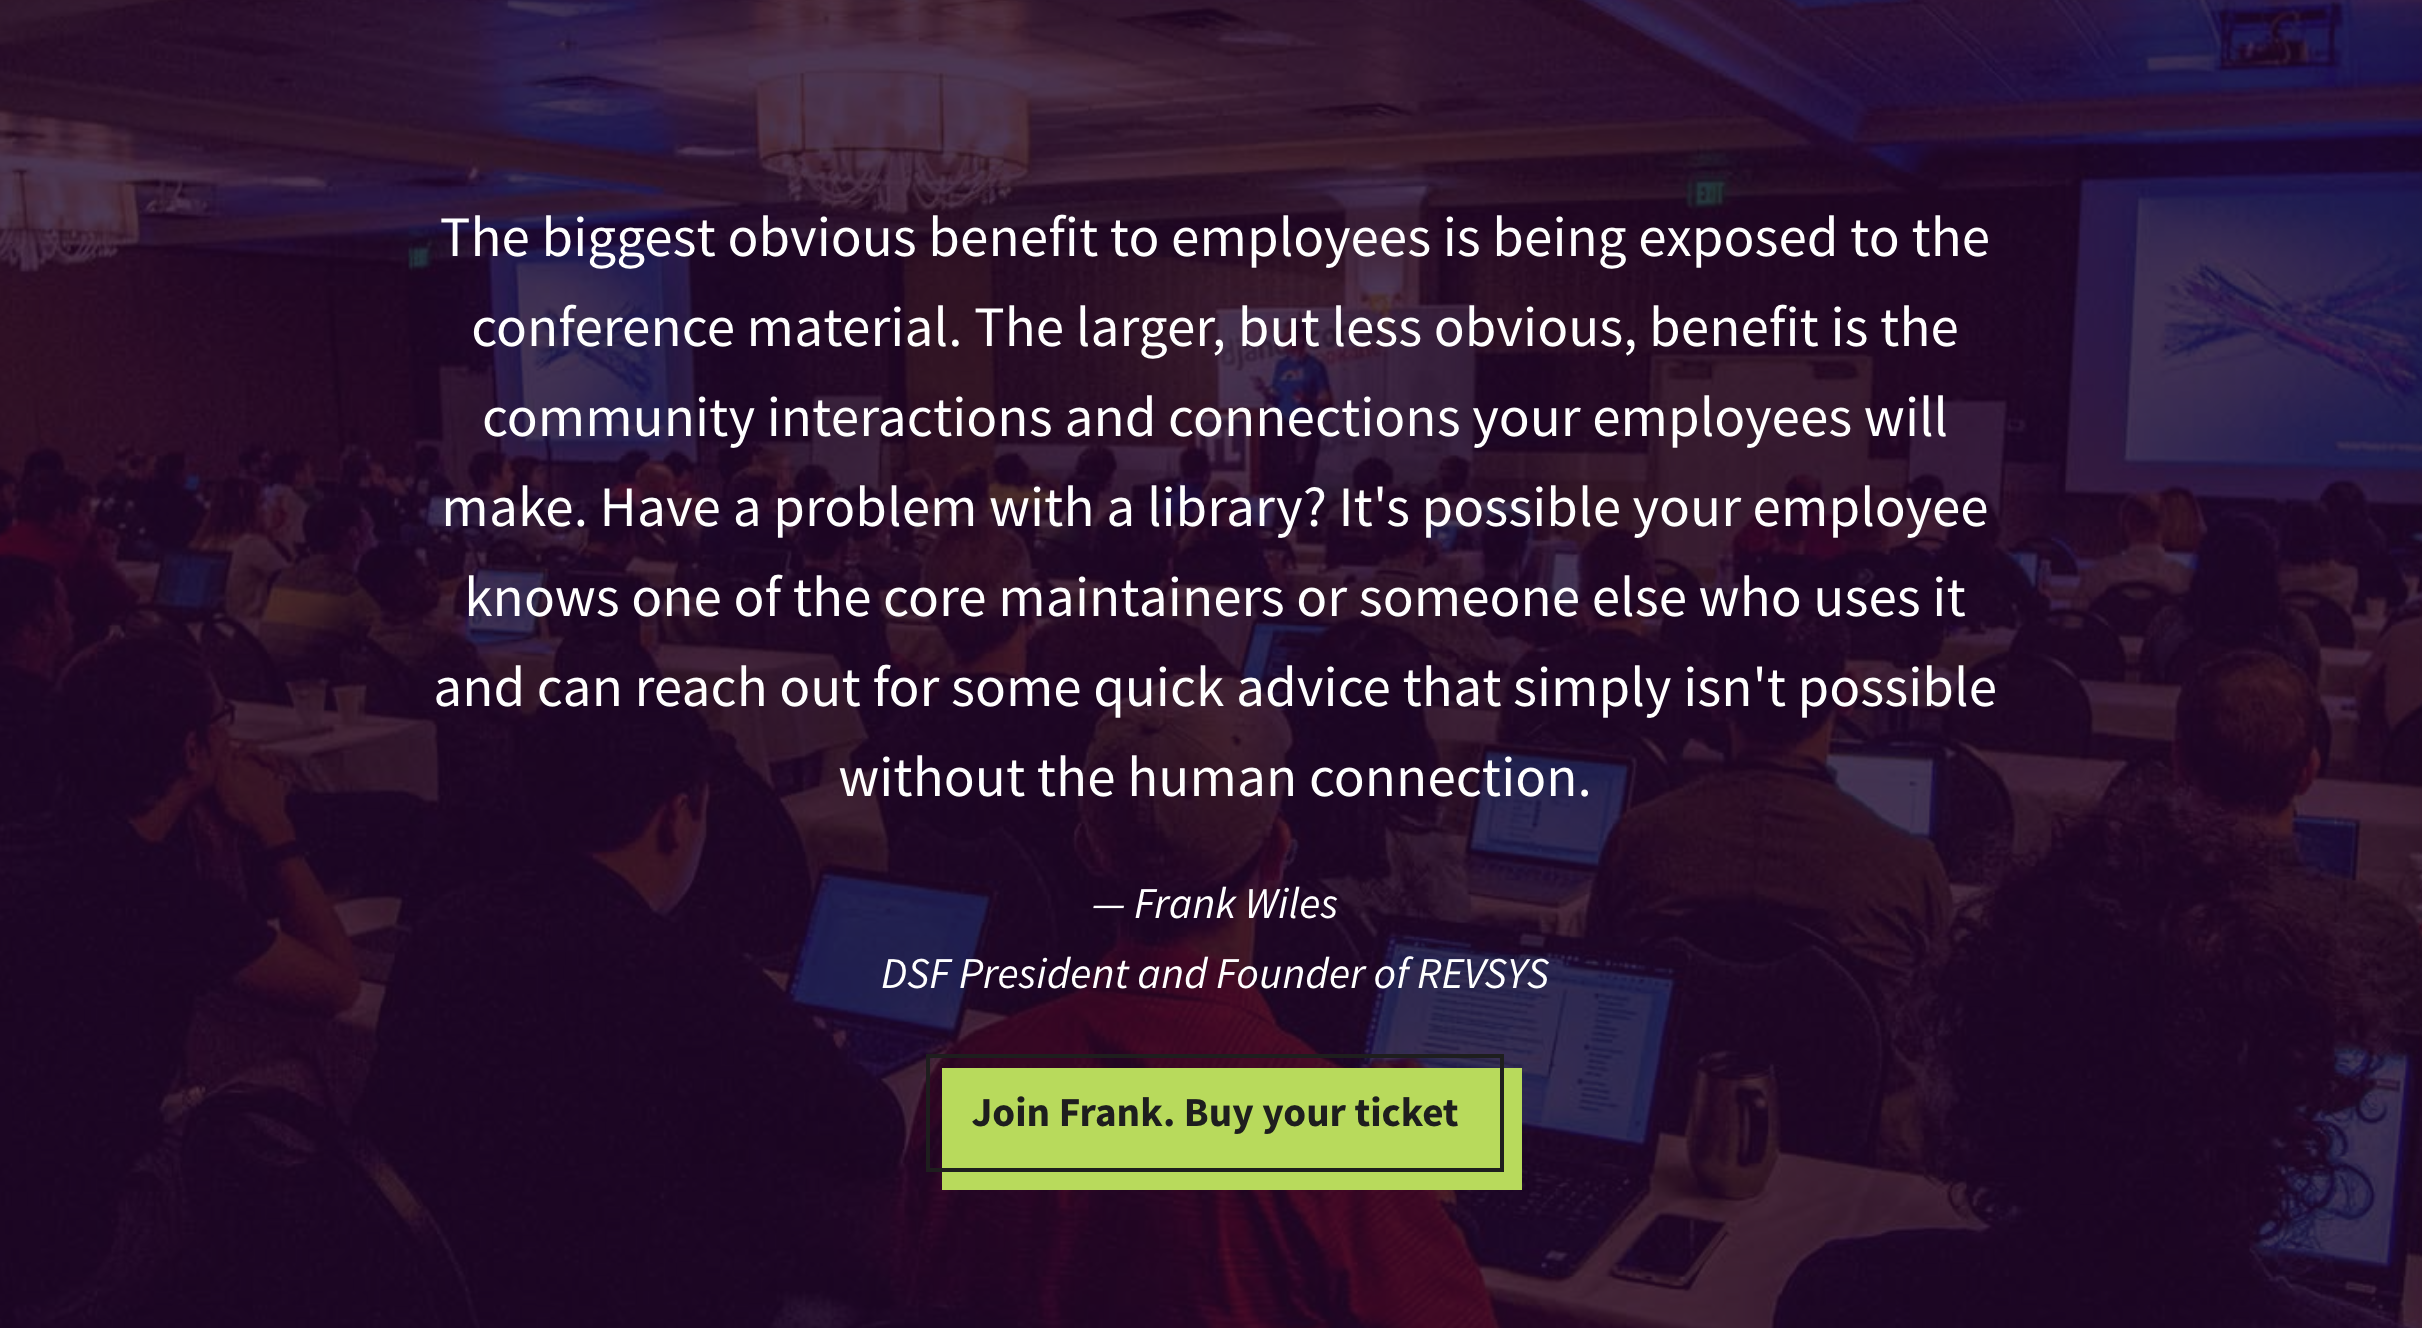 EXIT
The biggest obvious benefit to employees is being exposed to the
conference material. The larger, but less obvious, benefit is the
community interactions and connections your employees will
make. Have a problem with a library? It's possible your employee
knows one of the core maintainers or someone else who uses it
and can reach out for some quick advice that simply isn't possible
without the human connection.
— Frank Wiles
DSF President and Founder of REVSYS
Join Frank. Buy your ticket